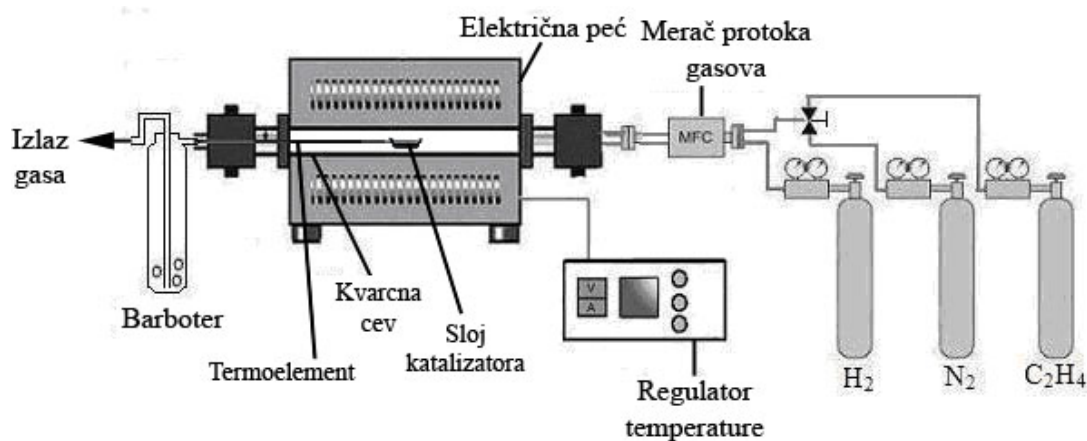 Električna peć
Merač protoka
gasova
Izlaz
gasa
MFC
Barboter
Kvarcna
cev
Termoelement
Sloj
katalizatora
V
A
Regulator
temperature
H₂
N₂
C₂H₄